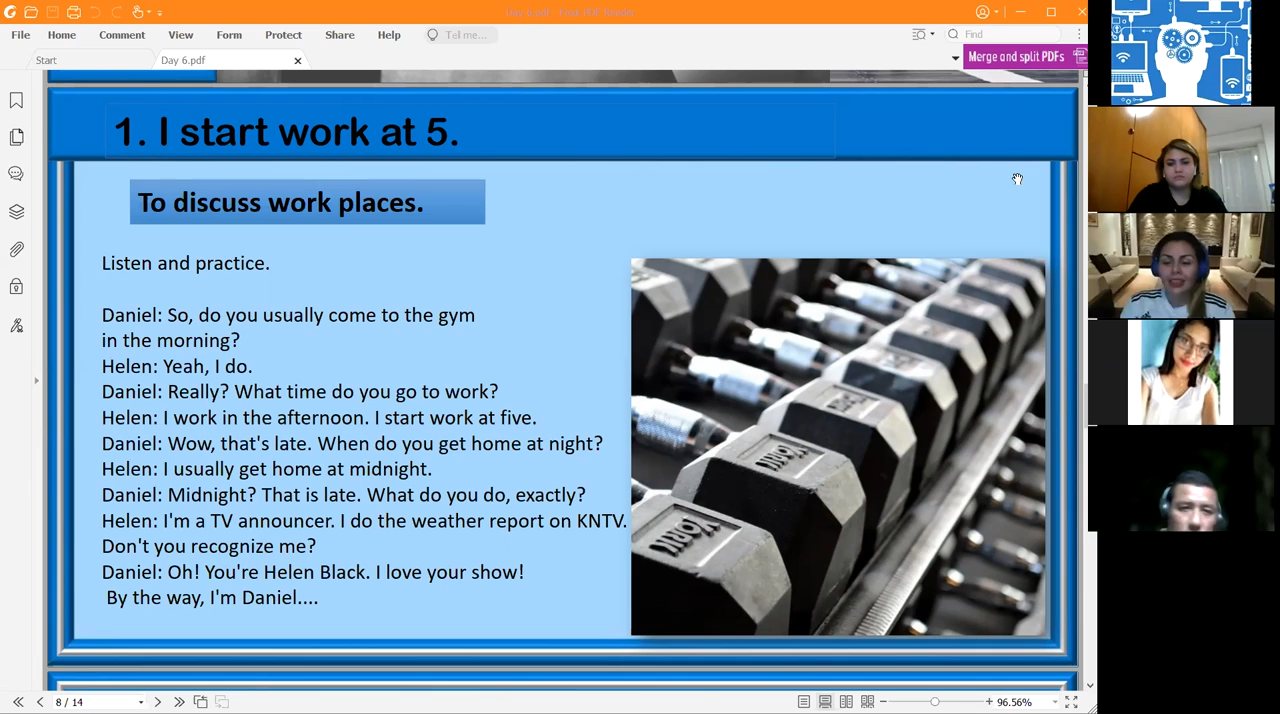 Day 6.pdf - Foxit PDF Reader
File Home Comment View Form Protect Share Help Tell me... Find
Start Day 6.pdf Merge and split PDFs
1. I start work at 5.
To discuss work places.
Listen and practice.
Daniel: So, do you usually come to the gym
in the morning?
Helen: Yeah, I do.
Daniel: Really? What time do you go to work?
Helen: I work in the afternoon. I start work at five.
Daniel: Wow, that's late. When do you get home at night?
Helen: I usually get home at midnight.
Daniel: Midnight? That is late. What do you do, exactly?
Helen: I'm a TV announcer. I do the weather report on KNTV.
Don't you recognize me?
Daniel: Oh! You're Helen Black. I love your show!
By the way, I'm Daniel....
YORK
YORK
8 / 14
96.56%